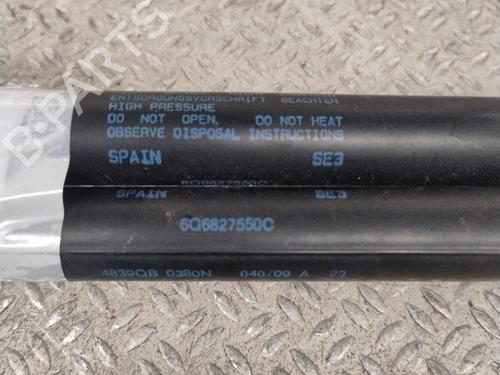 B-PARTS
ENTSORGUNGSVORSCHRIFT BEACHTEN
HIGH PRESSURE
DO NOT OPEN, DO NOT HEAT
OBSERVE DISPOSAL INSTRUCTIONS
SPAIN SE3
6Q6827550C
SPAIN SE3
6Q6827550C
4839QB 0380N 040/09 A 23